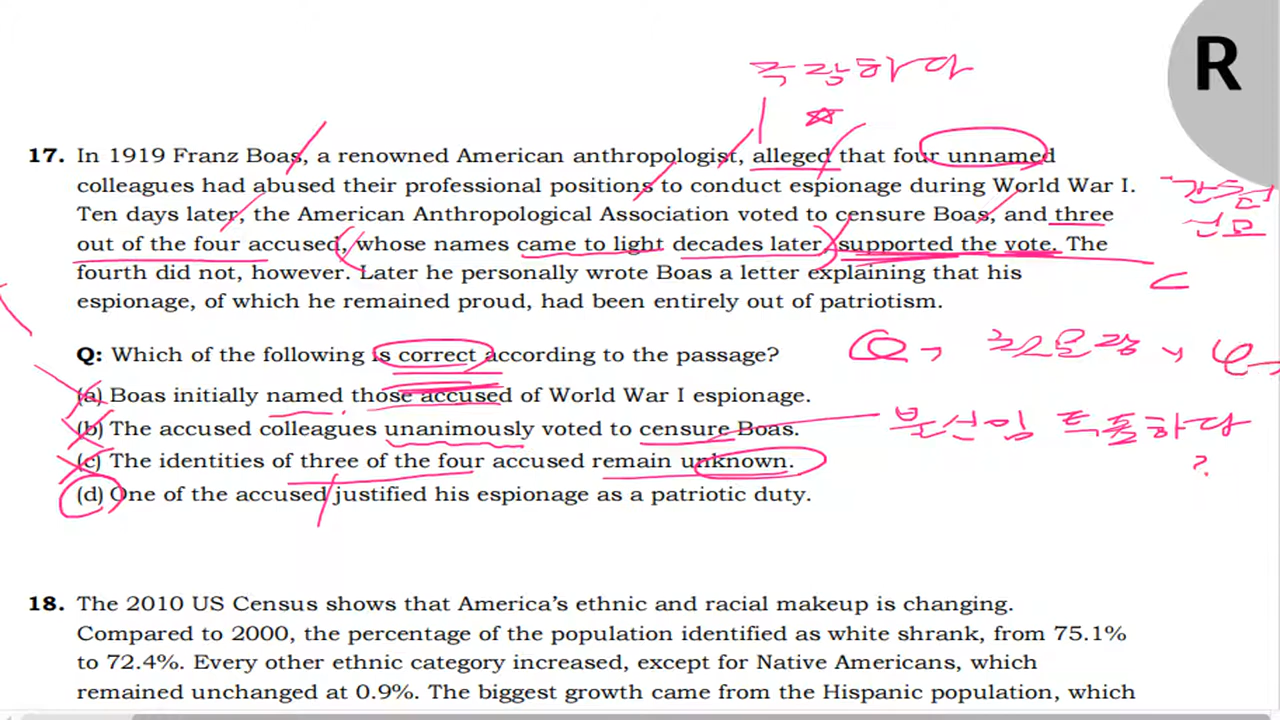 R
주장하다
17. In 1919 Franz Boas, a renowned American anthropologist, alleged that four unnamed
colleagues had abused their professional positions to conduct espionage during World War I.
Ten days later, the American Anthropological Association voted to censure Boas, and three
out of the four accused, whose names came to light decades later, supported the vote. The
fourth did not, however. Later he personally wrote Boas a letter explaining that his
espionage, of which he remained proud, had been entirely out of patriotism.
Q: Which of the following is correct according to the passage?
(a) Boas initially named those accused of World War I espionage.
(b) The accused colleagues unanimously voted to censure Boas.
(c) The identities of three of the four accused remain unknown.
(d) One of the accused justified his espionage as a patriotic duty.
18. The 2010 US Census shows that America's ethnic and racial makeup is changing.
Compared to 2000, the percentage of the population identified as white shrank, from 75.1%
to 72.4%. Every other ethnic category increased, except for Native Americans, which
remained unchanged at 0.9%. The biggest growth came from the Hispanic population, which